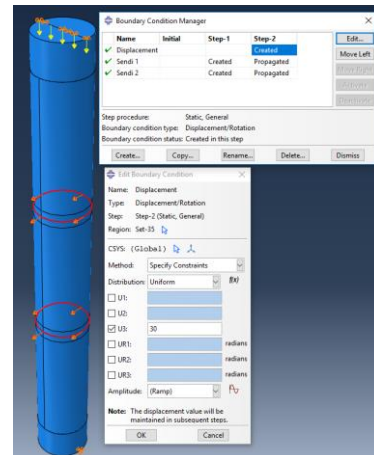 Boundary Condition Manager
Name Initial Step-1 Step-2
Displacement Created
Sendi 1 Created Propagated
Sendi 2 Created Propagated
Edit...
Move Left
Move Right
Activate
Deactivate
Step procedure: Static, General
Boundary condition type: Displacement/Rotation
Boundary condition status: Created in this step
Create... Copy... Rename... Delete... Dismiss
Edit Boundary Condition
Name: Displacement
Type: Displacement/Rotation
Step: Step-2 (Static, General)
Region: Set-35
CSYS: (Global)
Method: Specify Constraints
Distribution: Uniform f(x)
U1:
U2:
U3: 30
UR1: radians
UR2: radians
UR3: radians
Amplitude: (Ramp)
Note: The displacement value will be
maintained in subsequent steps.
OK Cancel